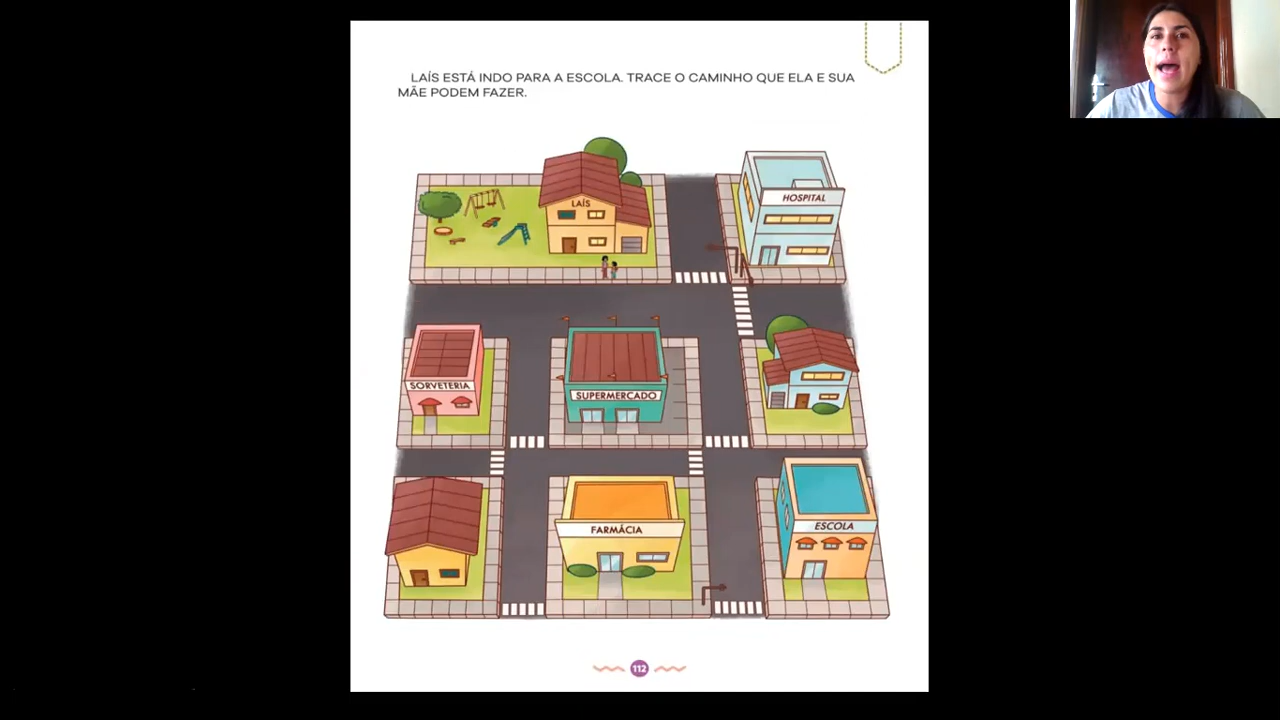 LAÍS ESTÁ INDO PARA A ESCOLA. TRACE O CAMINHO QUE ELA E SUA
MÃE PODEM FAZER.
LAÍS
HOSPITAL
SORVETERIA
SUPERMERCADO
FARMÁCIA
ESCOLA
112